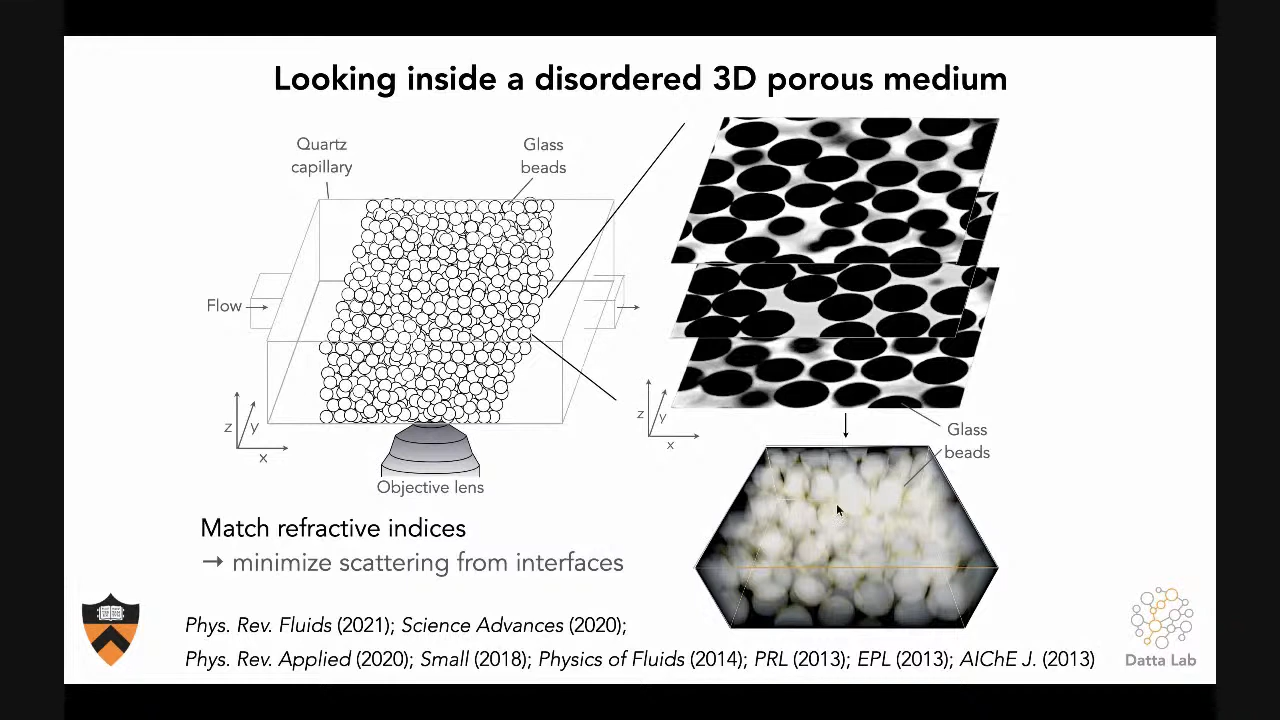 Looking inside a disordered 3D porous medium
Quartz
capillary
Glass
beads
Flow
z
y
x
Objective lens
z
y
x
Glass
beads
Match refractive indices
→ minimize scattering from interfaces
Phys. Rev. Fluids (2021); Science Advances (2020);
Phys. Rev. Applied (2020); Small (2018); Physics of Fluids (2014); PRL (2013); EPL (2013); AIChE J. (2013)
Datta Lab